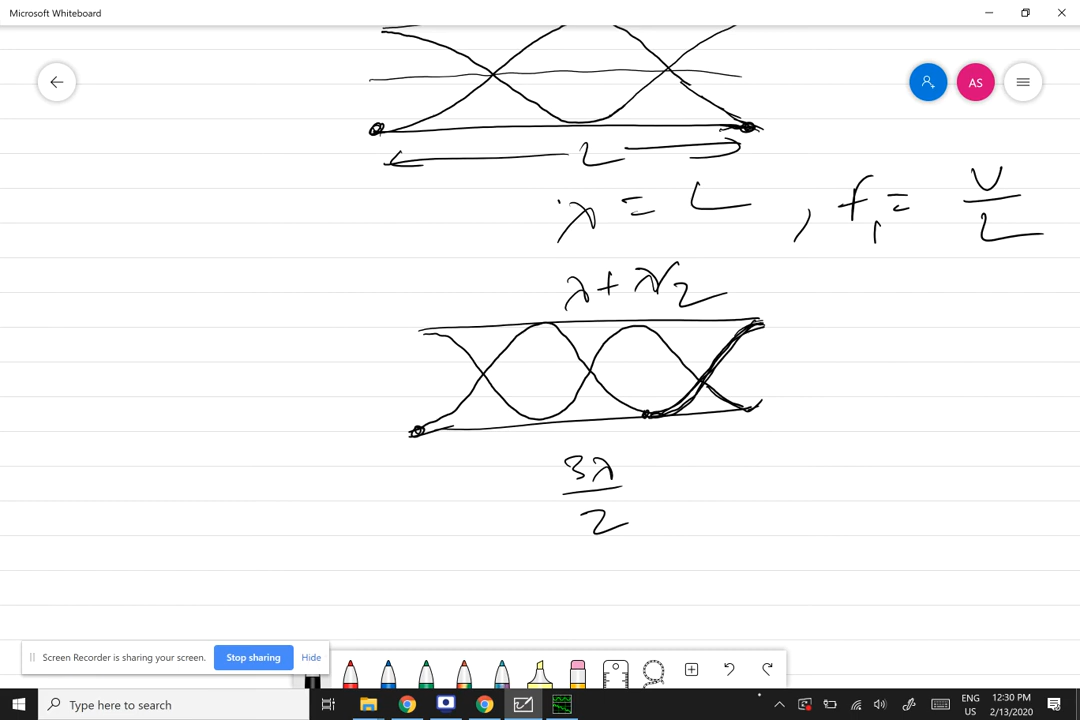 Microsoft Whiteboard
AS
L
λ = L , f₁ = V/L
λ + λ/2
3λ/2
Screen Recorder is sharing your screen. Stop sharing Hide
Type here to search
ENG
US
12:30 PM
2/13/2020